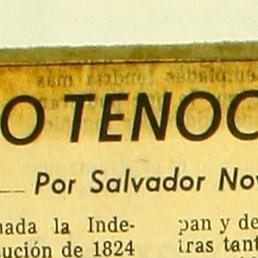 O TENOC
Por Salvador Nov
nada la Inde-
ución de 1824
pan y de
tras tant